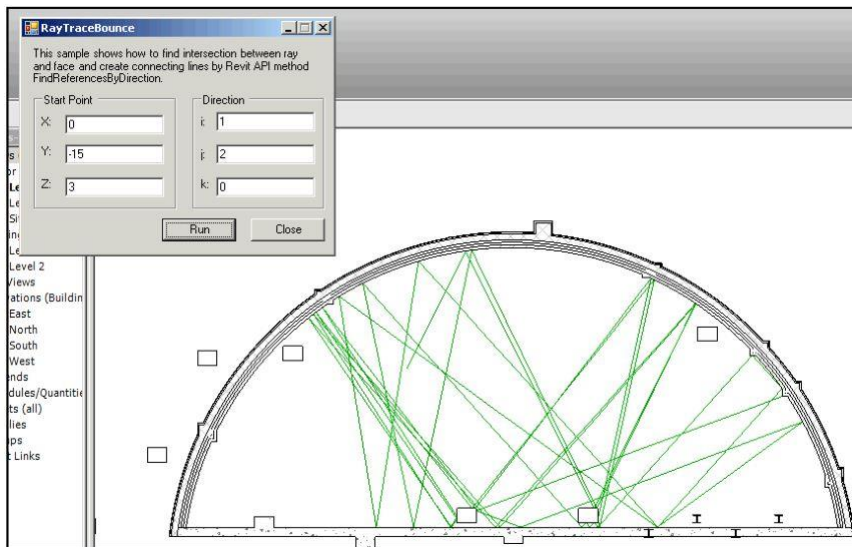 RayTraceBounce
This sample shows how to find intersection between ray
and face and create connecting lines by Revit API method
FindReferencesByDirection.
Start Point
Direction
X: 0
i: 1
Y: -15
j: 2
Z: 3
k: 0
Run
Close
Level 2
Views
East
North
South
West
Links